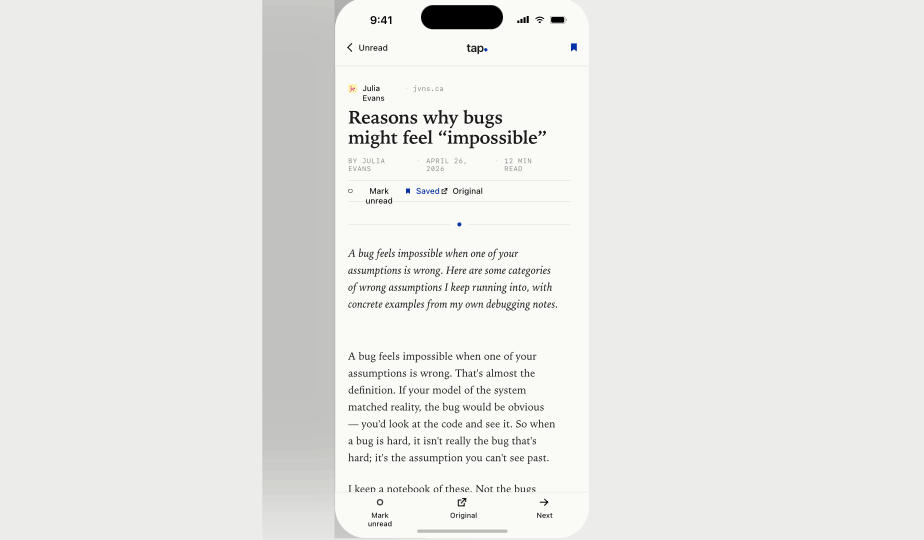 9:41
Unread
tap.
je
Julia
Evans
· jvns.ca
Reasons why bugs
might feel “impossible”
BY JULIA
EVANS
· APRIL 26,
2026
· 12 MIN
READ
Mark
unread
Saved
Original
A bug feels impossible when one of your
assumptions is wrong. Here are some categories
of wrong assumptions I keep running into, with
concrete examples from my own debugging notes.
A bug feels impossible when one of your
assumptions is wrong. That's almost the
definition. If your model of the system
matched reality, the bug would be obvious
— you'd look at the code and see it. So when
a bug is hard, it isn't really the bug that's
hard; it's the assumption you can't see past.
I keep a notebook of these. Not the bugs
Mark
unread
Original
Next